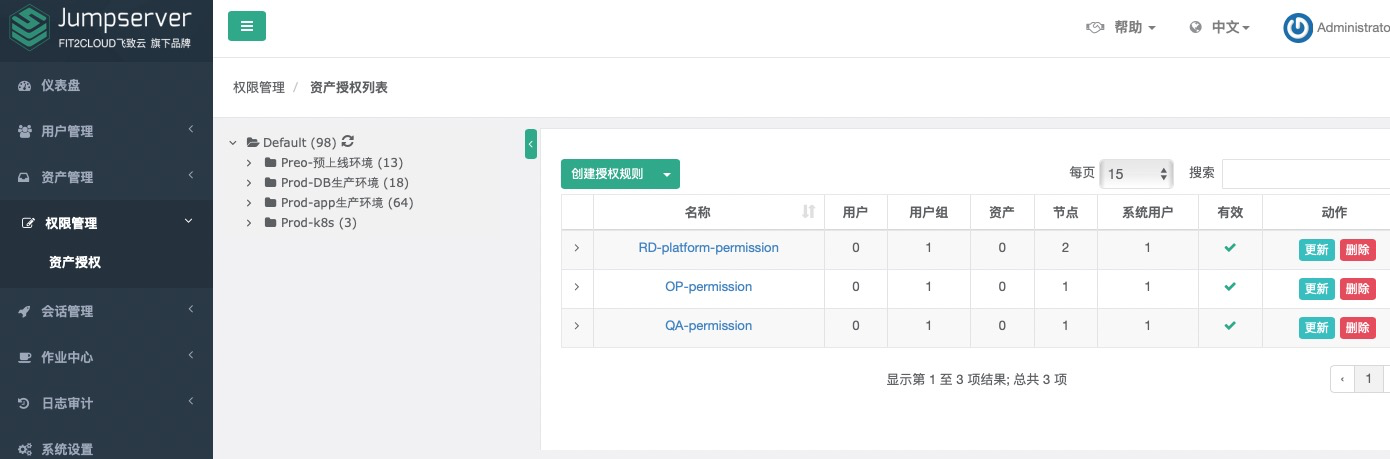 Jumpserver
FIT2CLOUD飞致云 旗下品牌
帮助
中文
Administrato
仪表盘
用户管理
资产管理
权限管理
资产授权
会话管理
作业中心
日志审计
系统设置
权限管理 / 资产授权列表
Default (98)
Preo-预上线环境 (13)
Prod-DB生产环境 (18)
Prod-app生产环境 (64)
Prod-k8s (3)
创建授权规则
每页 15 搜索
名称 用户 用户组 资产 节点 系统用户 有效 动作
RD-platform-permission 0 1 0 2 1 更新 删除
OP-permission 0 1 0 1 1 更新 删除
QA-permission 0 1 0 1 1 更新 删除
显示第 1 至 3 项结果; 总共 3 项
‹ 1